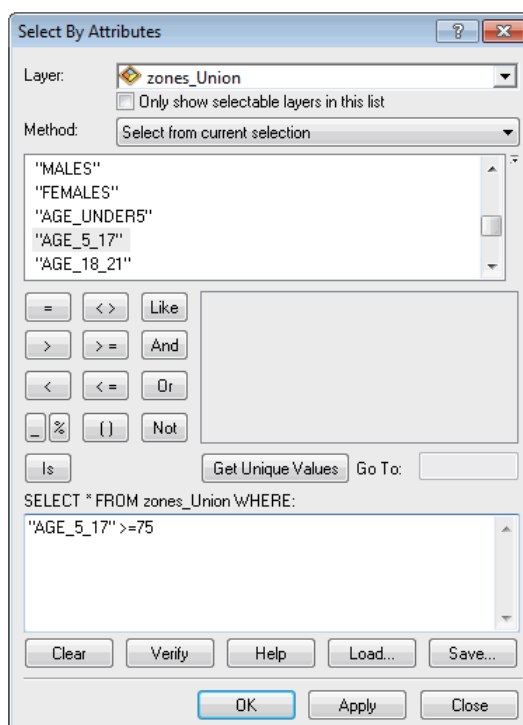 Select By Attributes ?
Layer: zones_Union
Only show selectable layers in this list
Method: Select from current selection
"MALES"
"FEMALES"
"AGE_UNDER5"
"AGE_5_17"
"AGE_18_21"
= < > Like
> > = And
< < = Or
_ % ( ) Not
Is Get Unique Values Go To:
SELECT * FROM zones_Union WHERE:
"AGE_5_17" >=75
Clear Verify Help Load... Save...
OK Apply Close